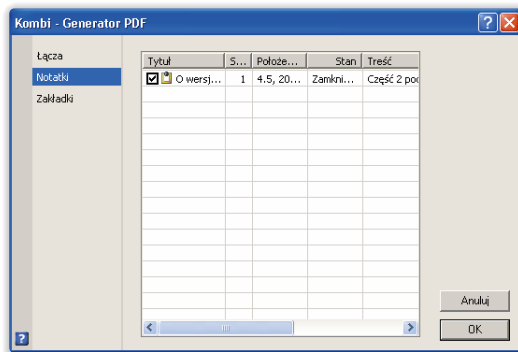 Kombi - Generator PDF
Łącza
Notatki
Zakładki
Tytuł S... Położe... Stan Treść
O wersj... 1 4.5, 20... Zamkni... Część 2 poc
Anuluj
OK